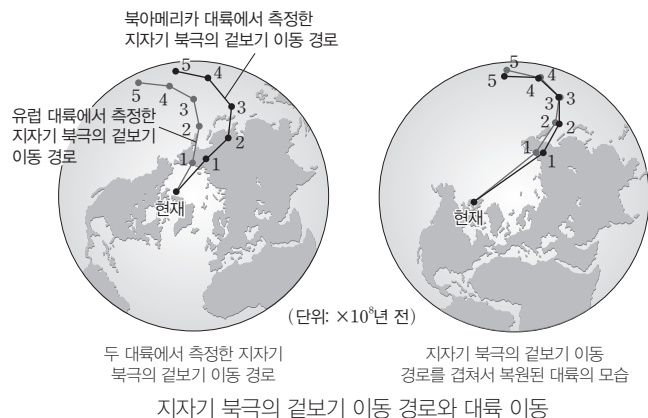 북아메리카 대륙에서 측정한
지자기 북극의 겉보기 이동 경로
유럽 대륙에서 측정한
지자기 북극의 겉보기
이동 경로
5
4
3
2
1
5
4
3
2
1
현재
5
4
3
2
1
5
4
3
2
1
현재
(단위: ×10⁸년 전)
두 대륙에서 측정한 지자기
북극의 겉보기 이동 경로
지자기 북극의 겉보기 이동
경로를 겹쳐서 복원된 대륙의 모습
지자기 북극의 겉보기 이동 경로와 대륙 이동